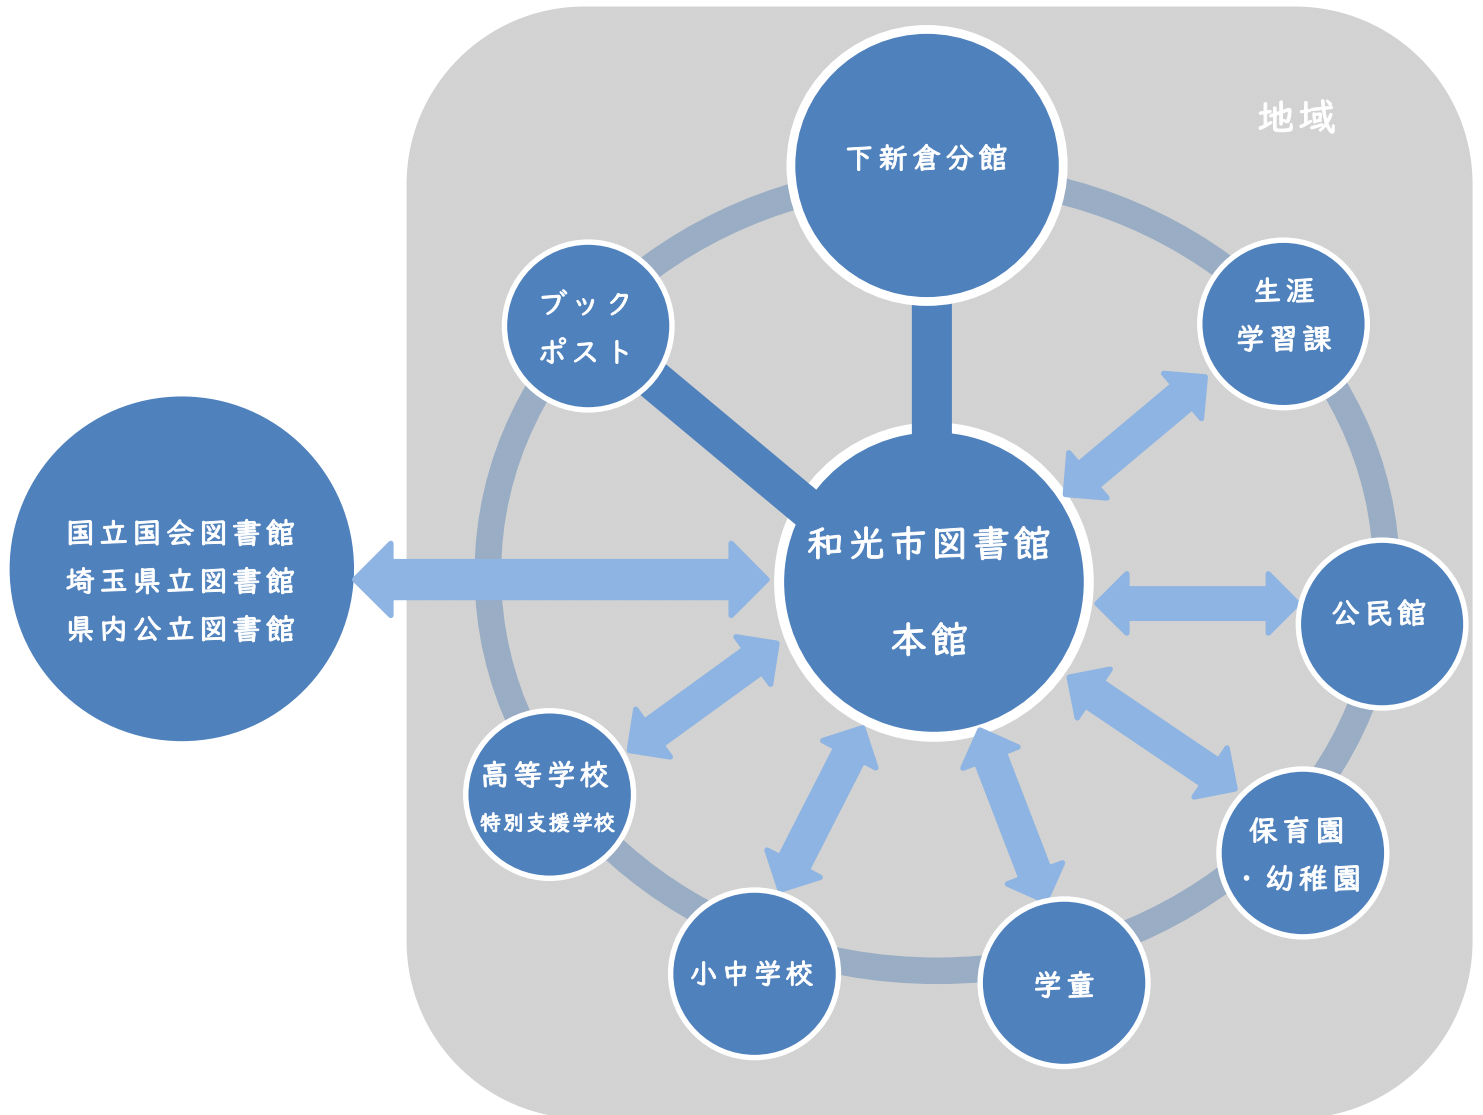 地域
下新倉分館
ブック
ポスト
生涯
学習課
国立国会図書館
埼玉県立図書館
県内公立図書館
和光市図書館
本館
公民館
高等学校
特別支援学校
保育園
・幼稚園
小中学校
学童